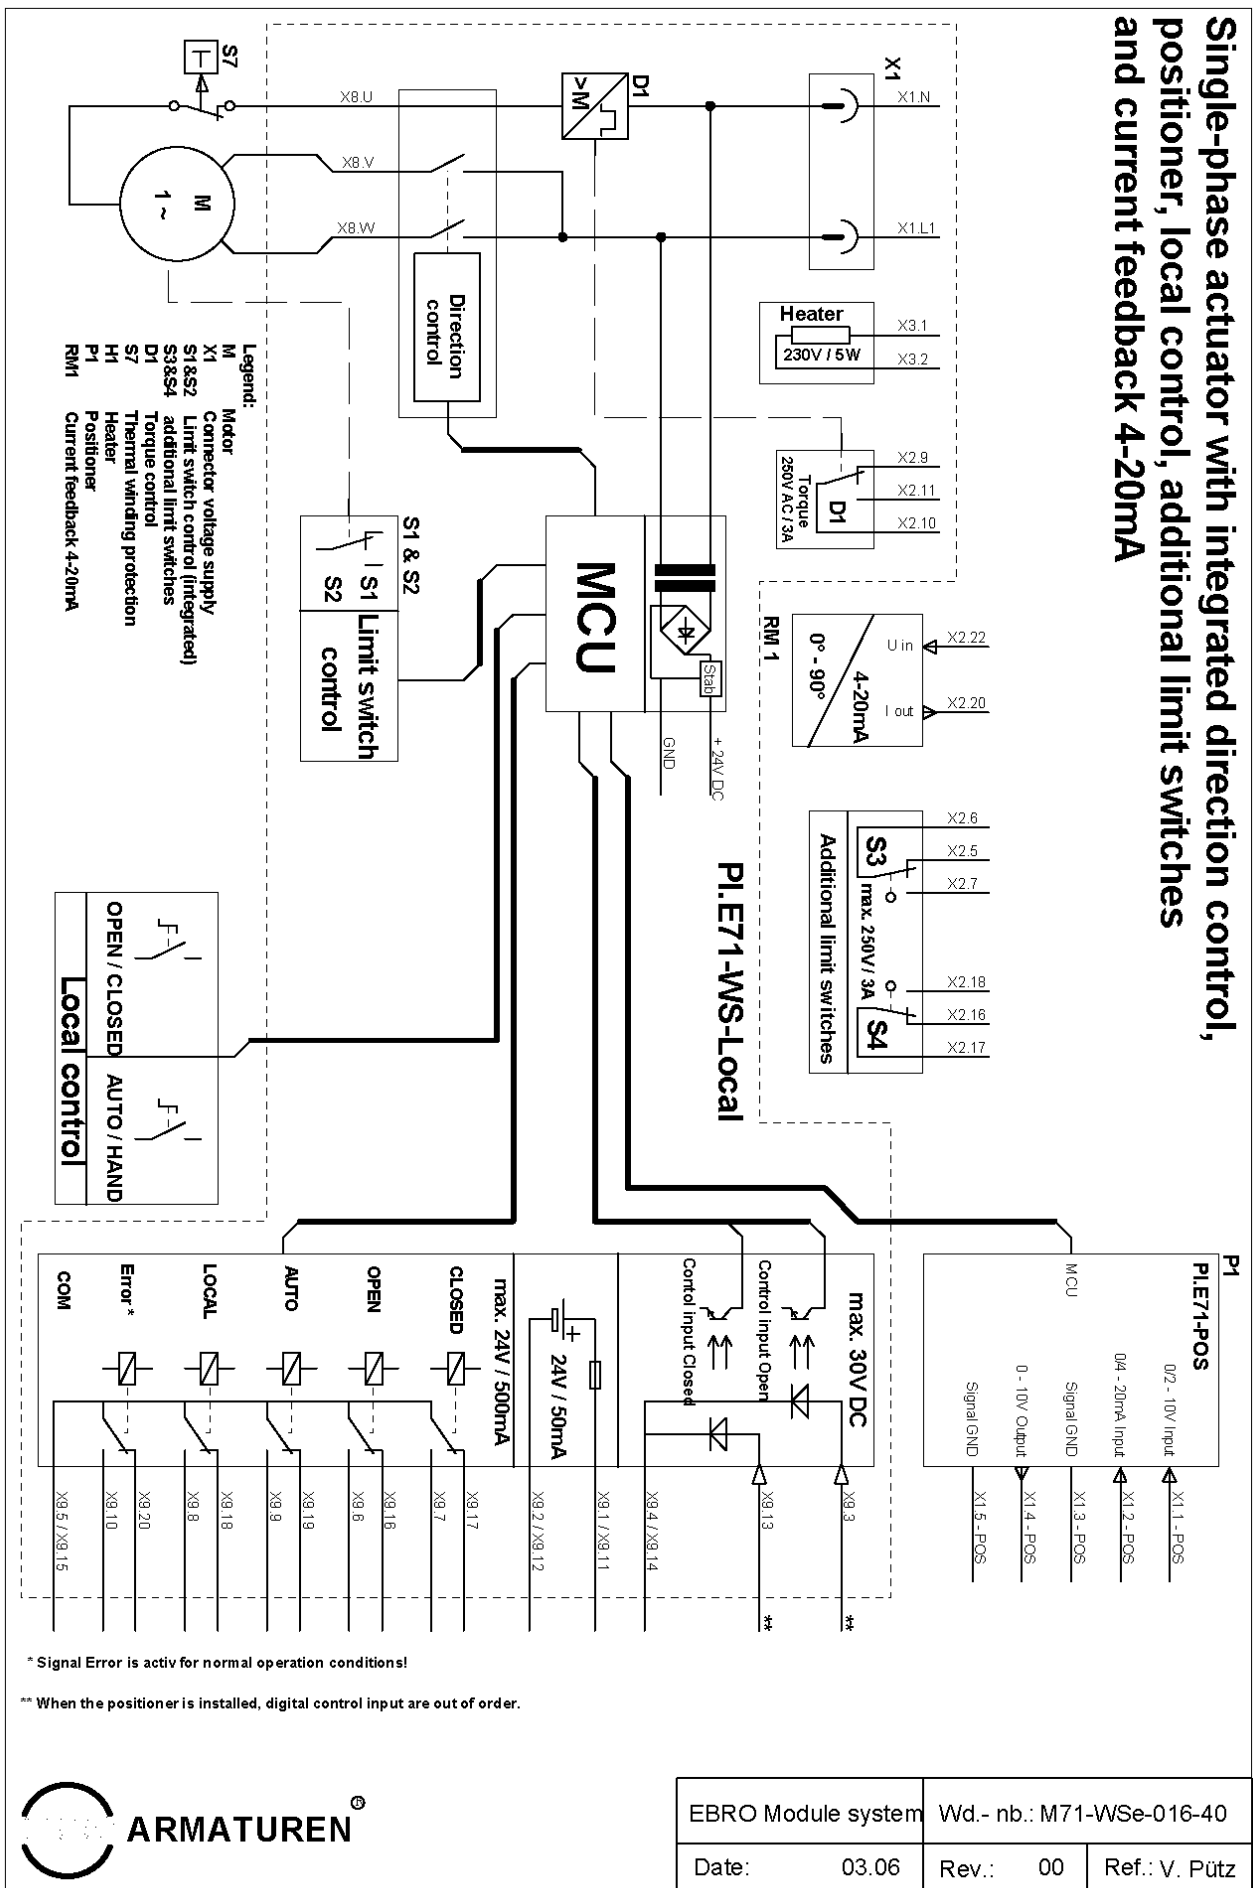 Single-phase actuator with integrated direction control,
positioner, local control, additional limit switches
and current feedback 4-20mA
X1
X1.N
X1.L1
D1
>M
S7
X8.U
X8.V
X8.W
M
1 ~
Direction
control
Heater
230V / 5W
X3.1
X3.2
X2.9
X2.11
X2.10
D1
Torque
250V AC / 3A
Legend:
M Motor
X1 Connector voltage supply
S1&S2 Limit switch control (integrated)
S3&S4 additional limit switches
D1 Torque control
S7 Thermal winding protection
H1 Heater
P1 Positioner
RM1 Current feedback 4-20mA
S1 & S2
S1
S2
Limit switch
control
MCU
Stab
+ 24V DC
GND
RM 1
U in
I out
4-20mA
0° - 90°
X2.22
X2.20
X2.6
X2.5
X2.7
X2.18
X2.16
X2.17
S3
max. 250V / 3A
S4
Additional limit switches
PI.E71-WS-Local
OPEN / CLOSED
AUTO / HAND
Local control
P1
PI.E71-POS
MCU
0/2 - 10V Input
0/4 - 20mA Input
Signal GND
0 - 10V Output
Signal GND
X1.1 - POS
X1.2 - POS
X1.3 - POS
X1.4 - POS
X1.5 - POS
max. 30V DC
Control input Open
Contol input Closed
+
24V / 50mA
max. 24V / 500mA
CLOSED
OPEN
AUTO
LOCAL
Error *
COM
X9.3
X9.13
X9.4 / X9.14
X9.1 / X9.11
X9.2 / X9.12
X9.17
X9.7
X9.16
X9.6
X9.19
X9.9
X9.18
X9.8
X9.20
X9.10
X9.5 / X9.15
**
**
* Signal Error is activ for normal operation conditions!
** When the positioner is installed, digital control input are out of order.
ARMATUREN ®
EBRO Module system
Wd.- nb.: M71-WSe-016-40
Date: 03.06
Rev.: 00
Ref.: V. Pütz